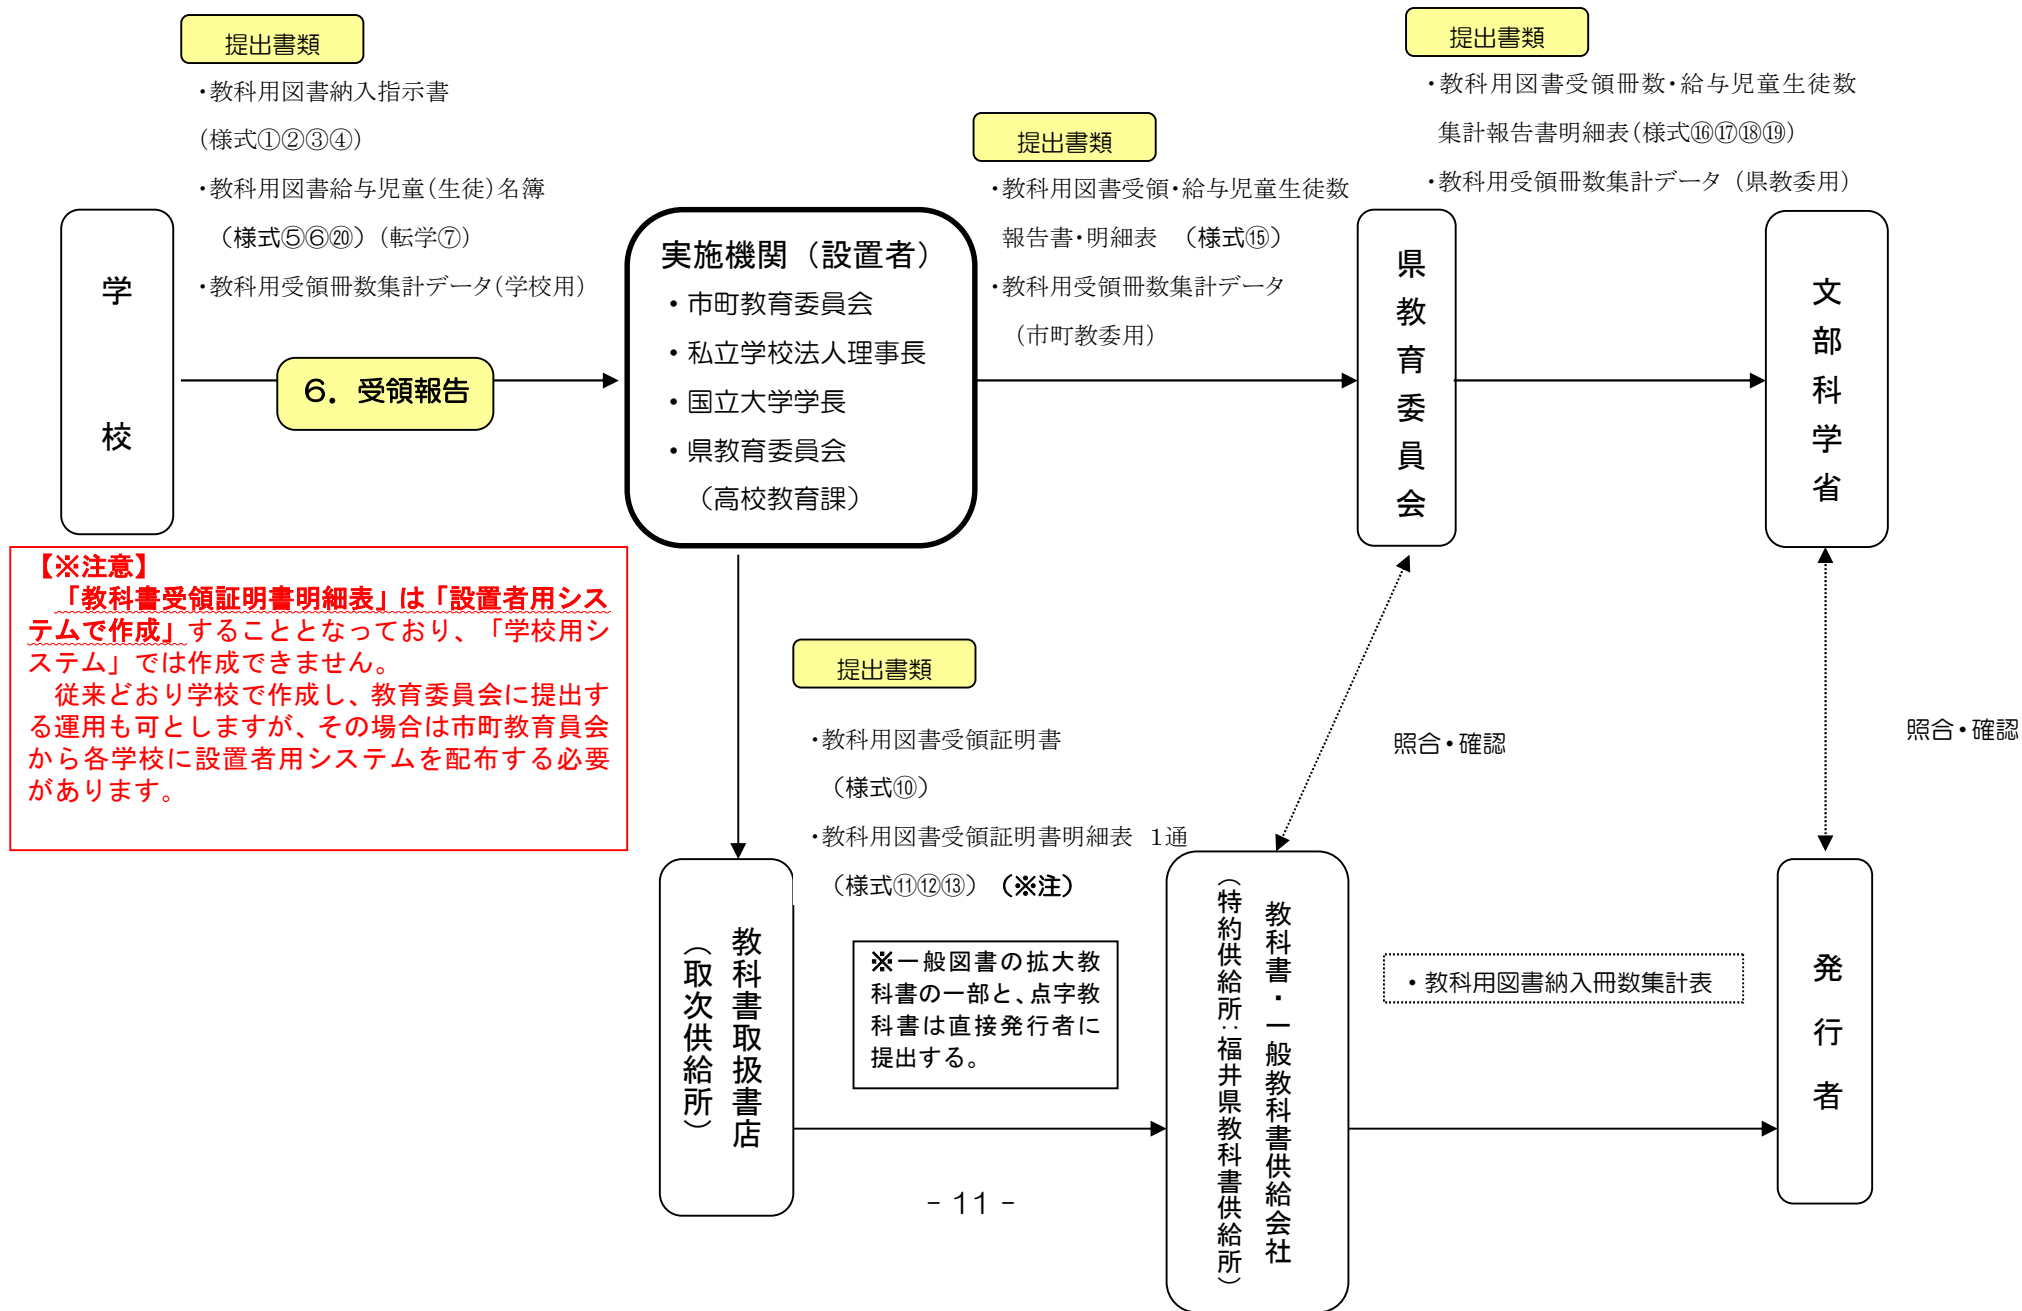 提出書類
・教科用図書納入指示書
（様式①②③④）
・教科用図書給与児童（生徒）名簿
（様式⑤⑥⑳）（転学⑦）
・教科用受領冊数集計データ（学校用）
学校
6．受領報告
実施機関（設置者）
・市町教育委員会
・私立学校法人理事長
・国立大学学長
・県教育委員会
（高校教育課）
提出書類
・教科用図書受領・給与児童生徒数
報告書・明細表　（様式⑮）
・教科用受領冊数集計データ
（市町教委用）
県教育委員会
提出書類
・教科用図書受領冊数・給与児童生徒数
集計報告書明細表（様式⑯⑰⑱⑲）
・教科用受領冊数集計データ（県教委用）
文部科学省
【※注意】
「教科書受領証明書明細表」は「設置者用シス
テムで作成」することとなっており、「学校用シ
ステム」では作成できません。
従来どおり学校で作成し、教育委員会に提出す
る運用も可としますが、その場合は市町教育員会
から各学校に設置者用システムを配布する必要
があります。
提出書類
・教科用図書受領証明書
（様式⑩）
・教科用図書受領証明書明細表　1通
（様式⑪⑫⑬）（※注）
照合・確認
照合・確認
教科書取扱書店
（取次供給所）
※一般図書の拡大教
科書の一部と、点字教
科書は直接発行者に
提出する。
教科書・一般教科書供給会社
（特約供給所：福井県教科書供給所）
・教科用図書納入冊数集計表
発行者
- 11 -